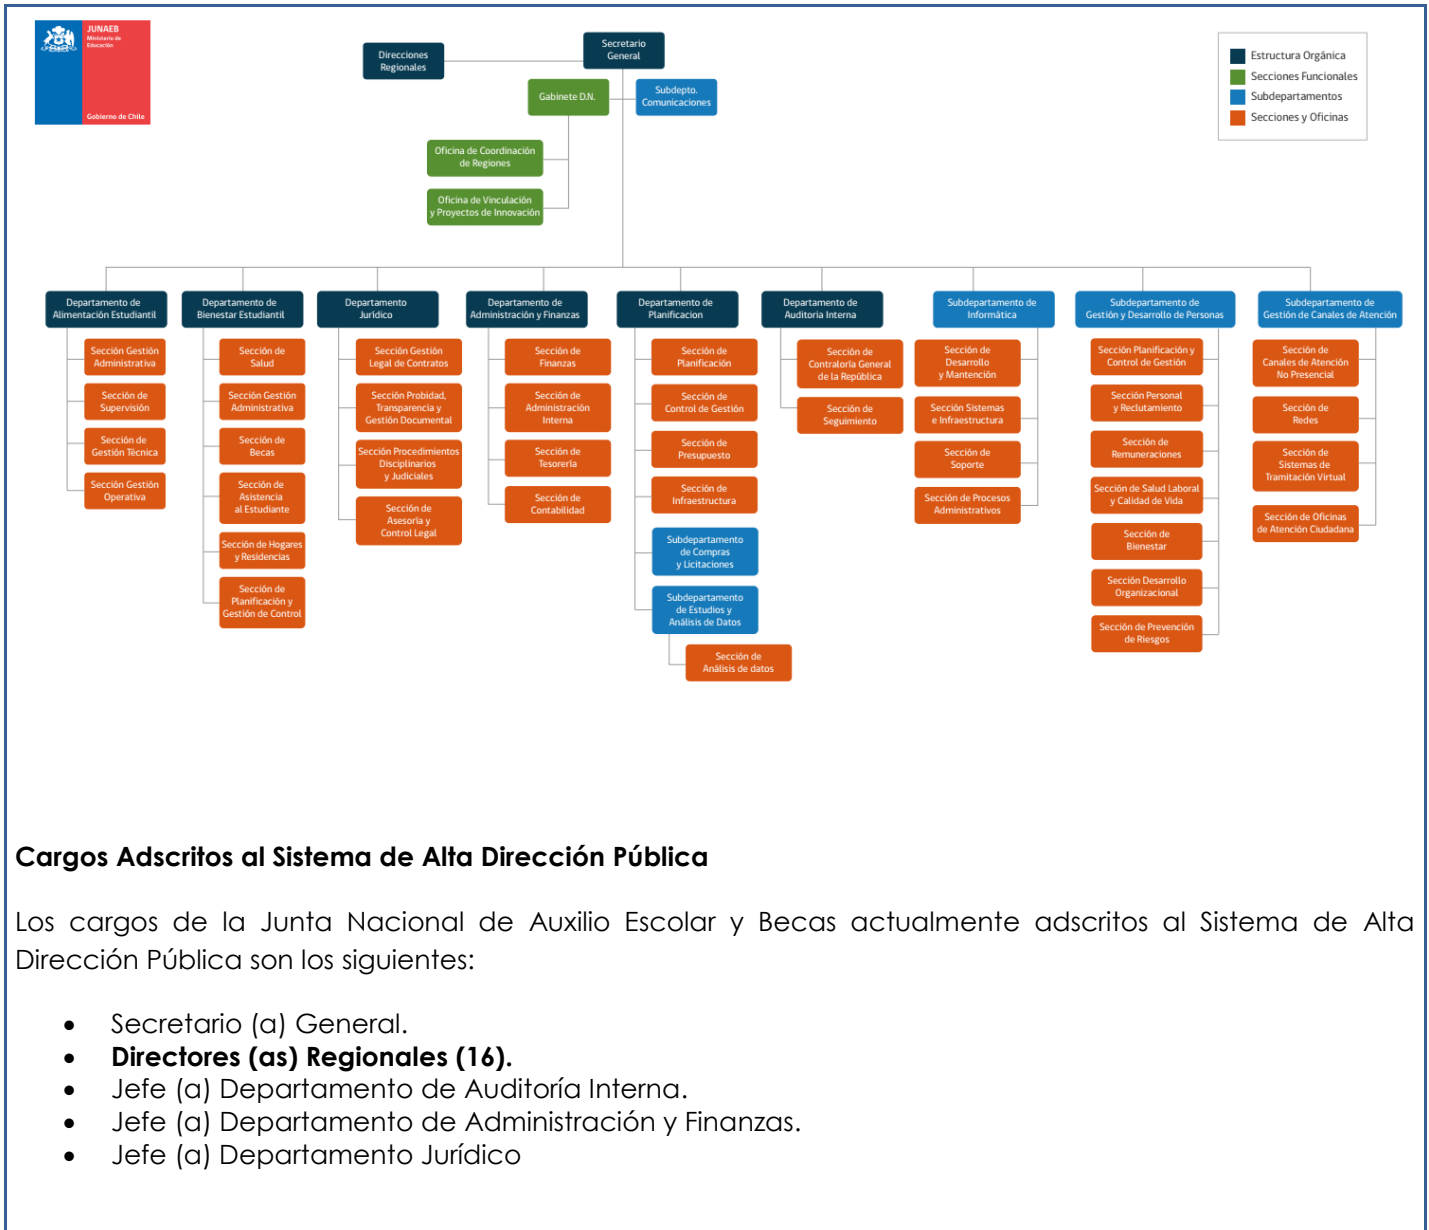 JUNAEB
Ministerio de
Educación
Gobierno de Chile
Direcciones
Regionales
Secretario
General
Gabinete D.N.
Subdepto.
Comunicaciones
Oficina de Coordinación
de Regiones
Oficina de Vinculación
y Proyectos de Innovación
Estructura Orgánica
Secciones Funcionales
Subdepartamentos
Secciones y Oficinas
Departamento de
Alimentación Estudiantil
Sección Gestión
Administrativa
Sección de
Supervisión
Sección de
Gestión Técnica
Sección Gestión
Operativa
Departamento de
Bienestar Estudiantil
Sección de
Salud
Sección Gestión
Administrativa
Sección de
Becas
Sección de
Asistencia
al Estudiante
Sección de Hogares
y Residencias
Sección de
Planificación y
Gestión de Control
Departamento
Jurídico
Sección Gestión
Legal de Contratos
Sección Probidad,
Transparencia y
Gestión Documental
Sección Procedimientos
Disciplinarios
y Judiciales
Sección de
Asesoría y
Control Legal
Departamento de
Administración y Finanzas
Sección de
Finanzas
Sección de
Administración
Interna
Sección de
Tesorería
Sección de
Contabilidad
Departamento de
Planificacion
Sección de
Planificación
Sección de
Control de Gestión
Sección de
Presupuesto
Sección de
Infraestructura
Subdepartamento
de Compras
y Licitaciones
Subdepartamento
de Estudios y
Análisis de Datos
Sección de
Análisis de datos
Departamento de
Auditoria Interna
Sección de
Contraloría General
de la República
Sección de
Seguimiento
Subdepartamento de
Informática
Sección de
Desarrollo
y Mantención
Sección Sistemas
e Infraestructura
Sección de
Soporte
Sección de Procesos
Administrativos
Subdepartamento de
Gestión y Desarrollo de Personas
Sección Planificación y
Control de Gestión
Sección Personal
y Reclutamiento
Sección de
Remuneraciones
Sección de Salud Laboral
y Calidad de Vida
Sección de
Bienestar
Sección Desarrollo
Organizacional
Sección de Prevención
de Riesgos
Subdepartamento de
Gestión de Canales de Atención
Sección de
Canales de Atención
No Presencial
Sección de
Redes
Sección de
Sistemas de
Tramitación Virtual
Sección de Oficinas
de Atención Ciudadana
Cargos Adscritos al Sistema de Alta Dirección Pública
Los cargos de la Junta Nacional de Auxilio Escolar y Becas actualmente adscritos al Sistema de Alta
Dirección Pública son los siguientes:
• Secretario (a) General.
• Directores (as) Regionales (16).
• Jefe (a) Departamento de Auditoría Interna.
• Jefe (a) Departamento de Administración y Finanzas.
• Jefe (a) Departamento Jurídico